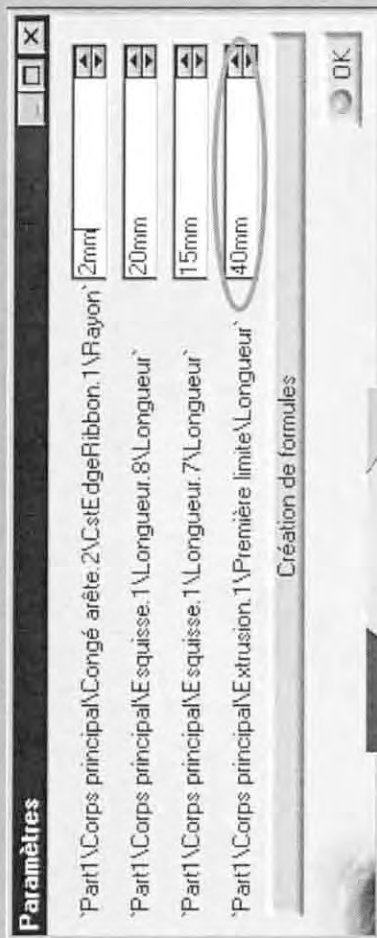 Paramètres
`Part1\Corps principal\Congé arête.2\CstEdgeRibbon.1\Rayon` 2mm
`Part1\Corps principal\Esquisse.1\Longueur.8\Longueur` 20mm
`Part1\Corps principal\Esquisse.1\Longueur.7\Longueur` 15mm
`Part1\Corps principal\Extrusion.1\Première limite\Longueur` 40mm
Création de formules
OK